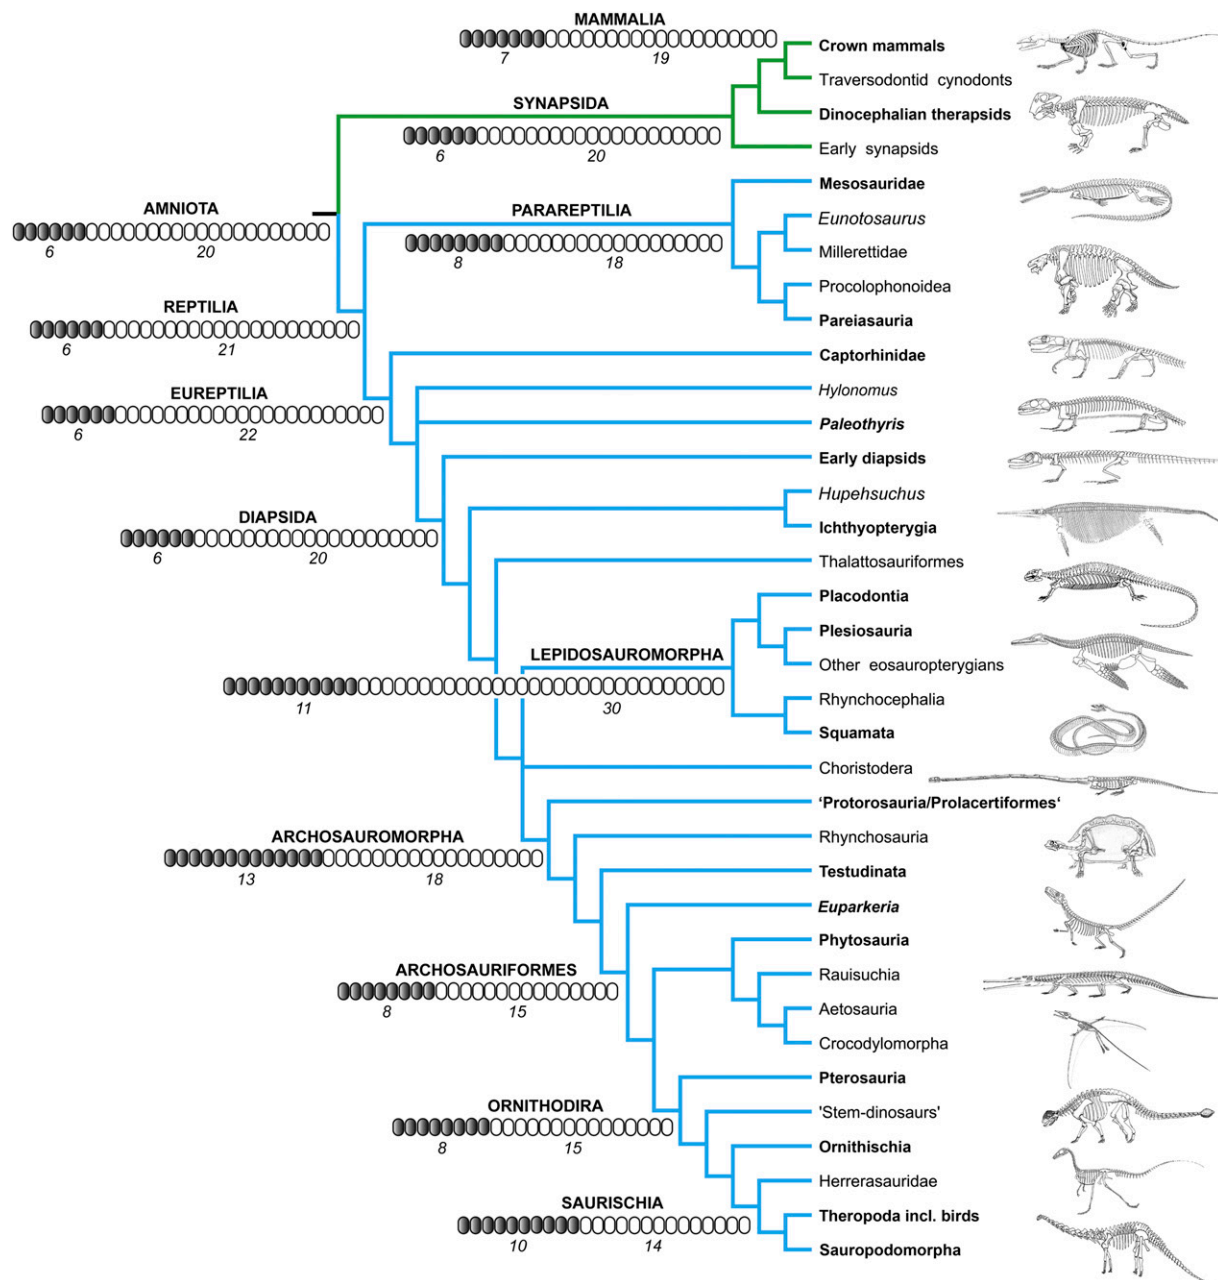 MAMMALIA
7 19
Crown mammals
Traversodontid cynodonts
SYNAPSIDA
6 20
Dinocephalian therapsids
Early synapsids
AMNIOTA
6 20
PARAREPTILIA
8 18
Mesosauridae
Eunotosaurus
Millerettidae
Procolophonoidea
Pareiasauria
REPTILIA
6 21
Captorhinidae
EUREPTILIA
6 22
Hylonomus
Paleothyris
Early diapsids
DIAPSIDA
6 20
Hupehsuchus
Ichthyopterygia
Thalattosauriformes
Placodontia
Plesiosauria
LEPIDOSAUROMORPHA
11 30
Other eosauropterygians
Rhynchocephalia
Squamata
Choristodera
‘Protorosauria/Prolacertiformes‘
ARCHOSAUROMORPHA
13 18
Rhynchosauria
Testudinata
Euparkeria
Phytosauria
ARCHOSAURIFORMES
8 15
Rauisuchia
Aetosauria
Crocodylomorpha
Pterosauria
ORNITHODIRA
8 15
'Stem-dinosaurs'
Ornithischia
Herrerasauridae
SAURISCHIA
10 14
Theropoda incl. birds
Sauropodomorpha